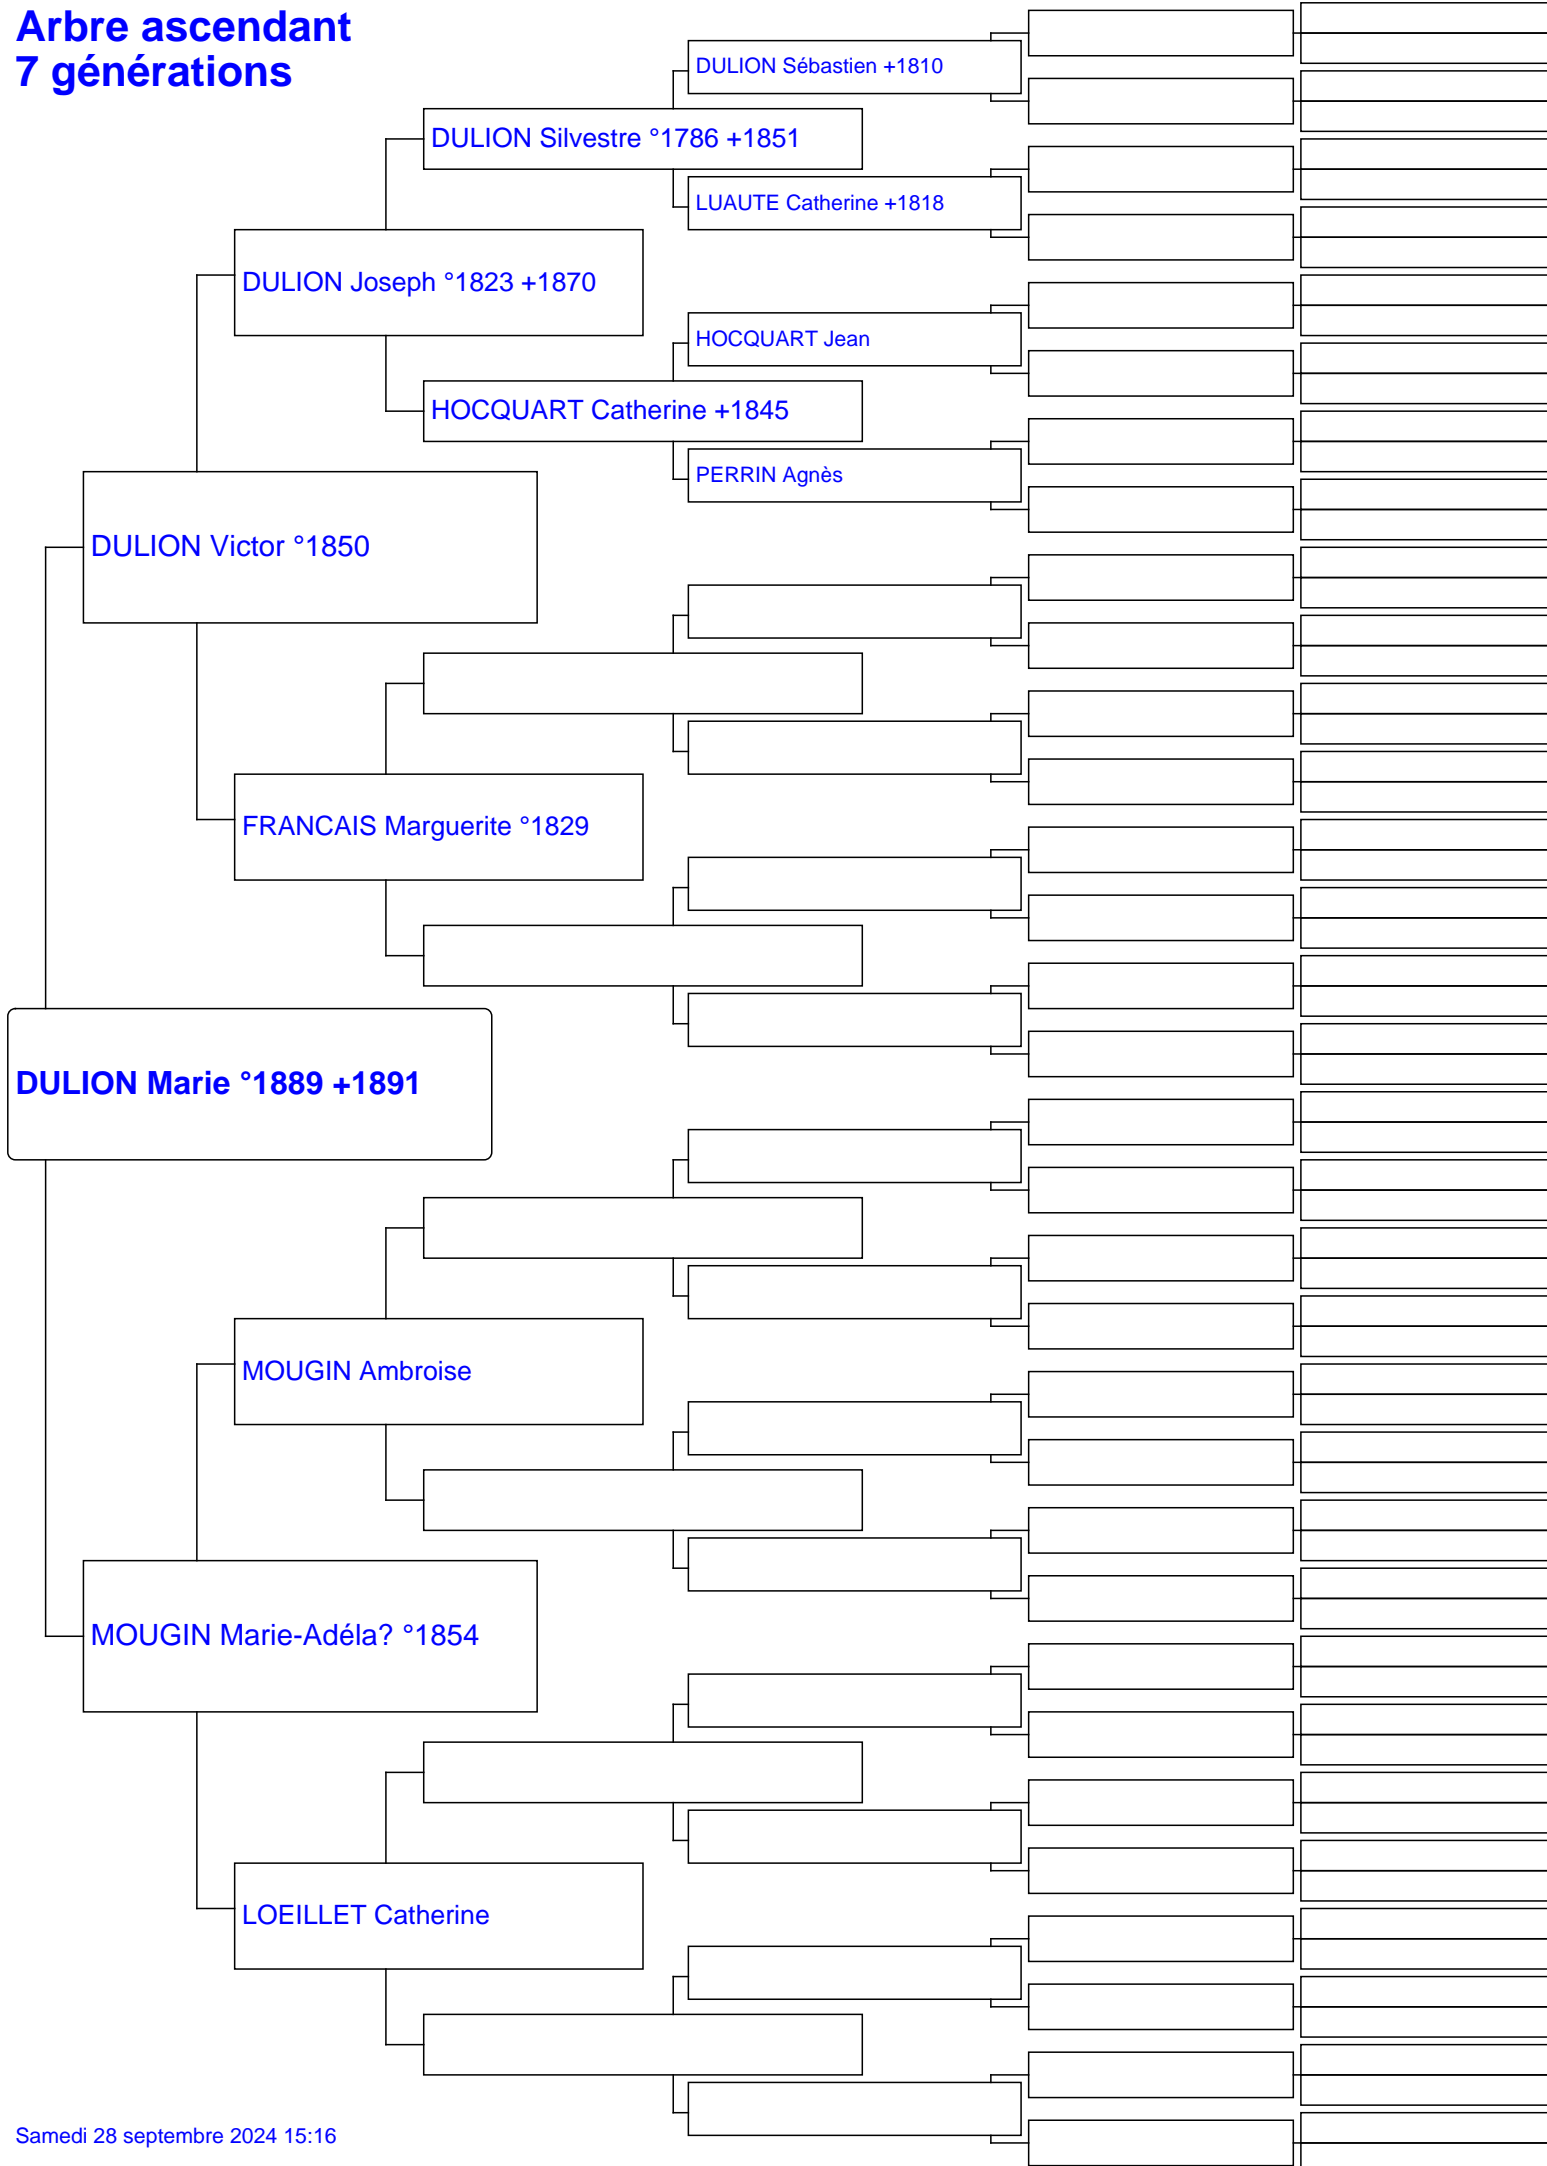 Arbre ascendant
7 générations
DULION Sébastien +1810
DULION Silvestre °1786 +1851
LUAUTE Catherine +1818
DULION Joseph °1823 +1870
HOCQUART Jean
HOCQUART Catherine +1845
PERRIN Agnès
DULION Victor °1850
FRANCAIS Marguerite °1829
DULION Marie °1889 +1891
MOUGIN Ambroise
MOUGIN Marie-Adéla? °1854
LOEILLET Catherine
Samedi 28 septembre 2024 15:16